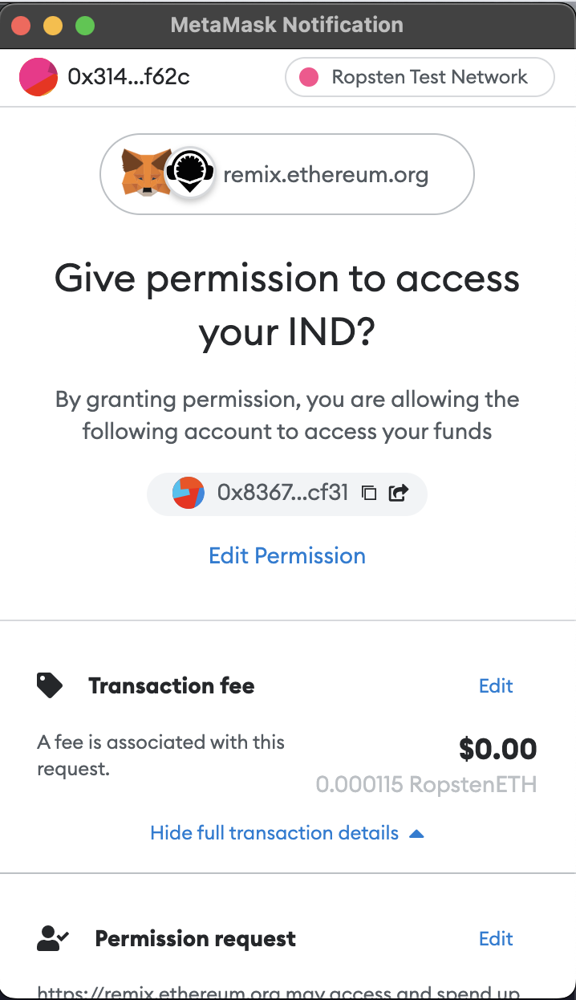 MetaMask Notification
0x314...f62c
Ropsten Test Network
remix.ethereum.org
Give permission to access
your IND?
By granting permission, you are allowing the
following account to access your funds
0x8367...cf31
Edit Permission
Transaction fee
Edit
A fee is associated with this
request.
$0.00
0.000115 RopstenETH
Hide full transaction details
Permission request
Edit
https://remix.ethereum.org may access and spend up